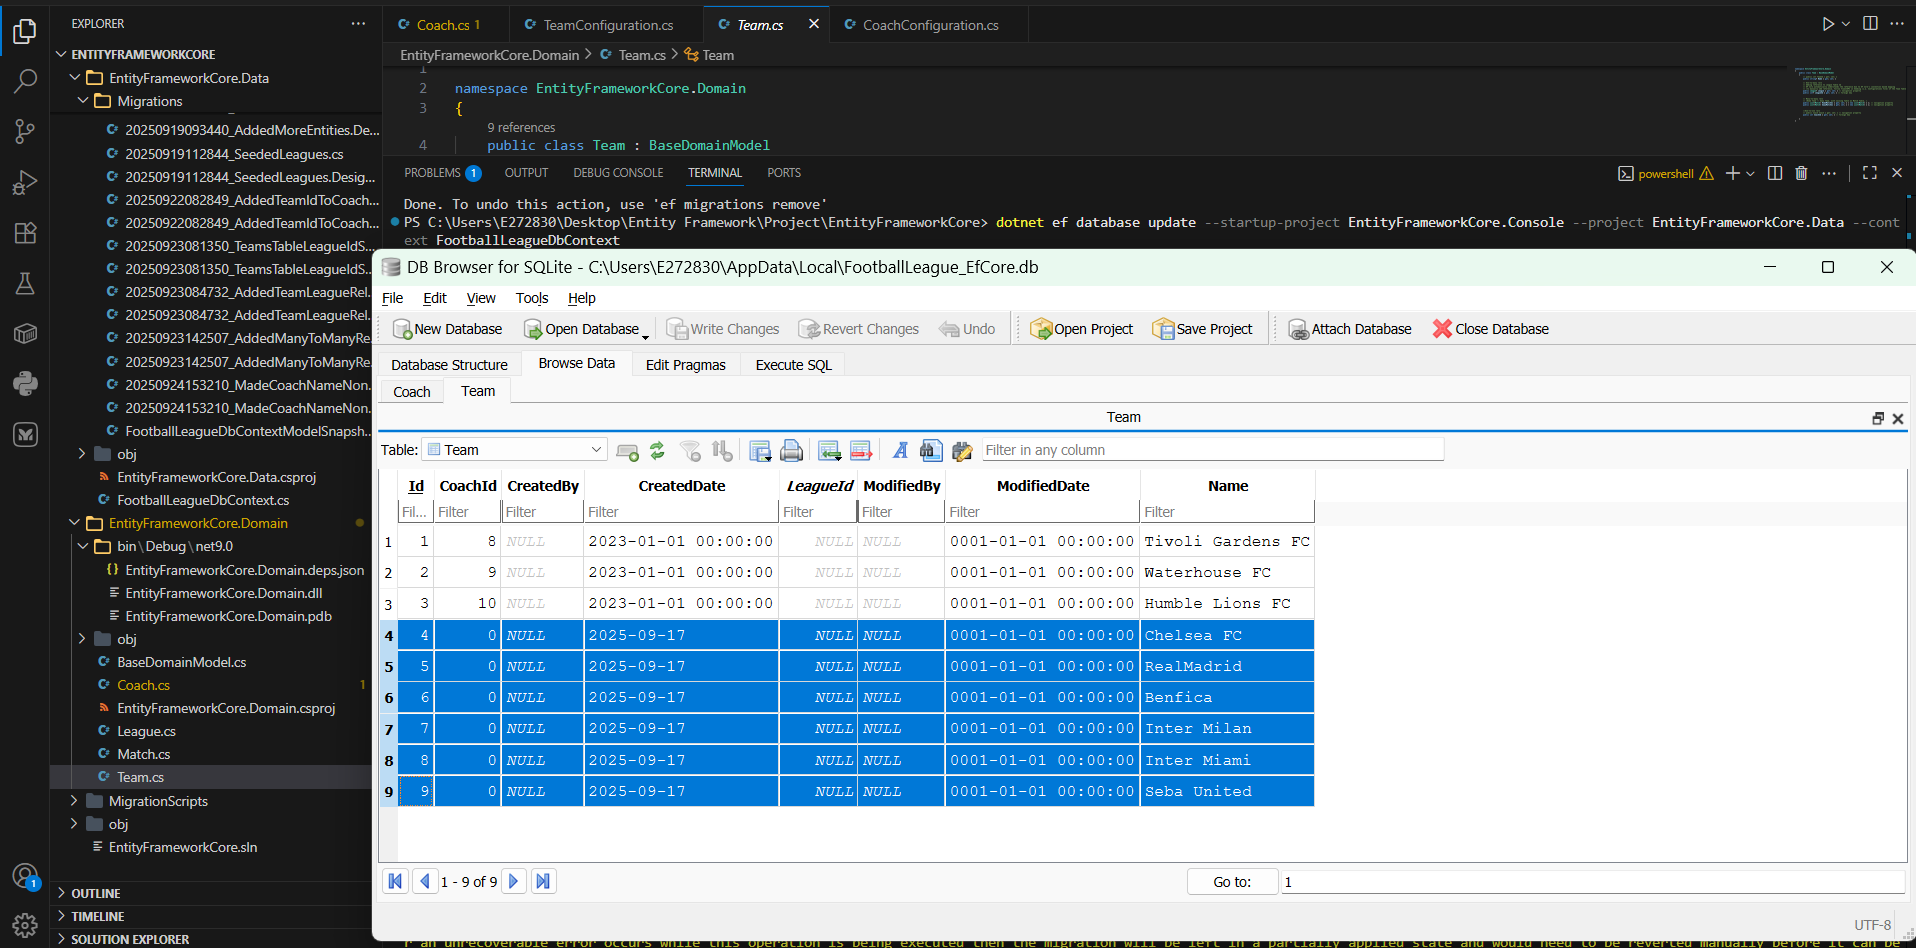 EXPLORER
ENTITYFRAMEWORKCORE
EntityFrameworkCore.Data
Migrations
20250919093440_AddedMoreEntities.De...
20250919112844_SeededLeagues.cs
20250919112844_SeededLeagues.Desig...
20250922082849_AddedTeamIdToCoach...
20250922082849_AddedTeamIdToCoach...
20250923081350_TeamsTableLeagueIdS...
20250923081350_TeamsTableLeagueIdS...
20250923084732_AddedTeamLeagueRel...
20250923084732_AddedTeamLeagueRel...
20250923142507_AddedManyToManyRe...
20250923142507_AddedManyToManyRe...
20250924153210_MadeCoachNameNon...
20250924153210_MadeCoachNameNon...
FootballLeagueDbContextModelSnapsh...
obj
EntityFrameworkCore.Data.csproj
FootballLeagueDbContext.cs
EntityFrameworkCore.Domain
bin\Debug\net9.0
EntityFrameworkCore.Domain.deps.json
EntityFrameworkCore.Domain.dll
EntityFrameworkCore.Domain.pdb
obj
BaseDomainModel.cs
Coach.cs 1
EntityFrameworkCore.Domain.csproj
League.cs
Match.cs
Team.cs
MigrationScripts
obj
EntityFrameworkCore.sln
OUTLINE
TIMELINE
SOLUTION EXPLORER
1
Coach.cs 1 TeamConfiguration.cs Team.cs CoachConfiguration.cs
EntityFrameworkCore.Domain > Team.cs > Team
1
2 namespace EntityFrameworkCore.Domain
3 {
9 references
4 public class Team : BaseDomainModel
PROBLEMS 1 OUTPUT DEBUG CONSOLE TERMINAL PORTS powershell
Done. To undo this action, use 'ef migrations remove'
PS C:\Users\E272830\Desktop\Entity Framework\Project\EntityFrameworkCore> dotnet ef database update --startup-project EntityFrameworkCore.Console --project EntityFrameworkCore.Data --cont
ext FootballLeagueDbContext
DB Browser for SQLite - C:\Users\E272830\AppData\Local\FootballLeague_EfCore.db
File Edit View Tools Help
New Database Open Database Write Changes Revert Changes Undo Open Project Save Project Attach Database Close Database
Database Structure Browse Data Edit Pragmas Execute SQL
Coach Team
Team
Table: Team Filter in any column
Id CoachId CreatedBy CreatedDate LeagueId ModifiedBy ModifiedDate Name
Fil... Filter Filter Filter Filter Filter Filter Filter
1 1 8 NULL 2023-01-01 00:00:00 NULL NULL 0001-01-01 00:00:00 Tivoli Gardens FC
2 2 9 NULL 2023-01-01 00:00:00 NULL NULL 0001-01-01 00:00:00 Waterhouse FC
3 3 10 NULL 2023-01-01 00:00:00 NULL NULL 0001-01-01 00:00:00 Humble Lions FC
4 4 0 NULL 2025-09-17 NULL NULL 0001-01-01 00:00:00 Chelsea FC
5 5 0 NULL 2025-09-17 NULL NULL 0001-01-01 00:00:00 RealMadrid
6 6 0 NULL 2025-09-17 NULL NULL 0001-01-01 00:00:00 Benfica
7 7 0 NULL 2025-09-17 NULL NULL 0001-01-01 00:00:00 Inter Milan
8 8 0 NULL 2025-09-17 NULL NULL 0001-01-01 00:00:00 Inter Miami
9 9 0 NULL 2025-09-17 NULL NULL 0001-01-01 00:00:00 Seba United
1 - 9 of 9 Go to: 1
UTF-8
r an unrecoverable error occurs while this operation is being executed then the migration will be left in a partially applied state and would need to be reverted manually before it can be